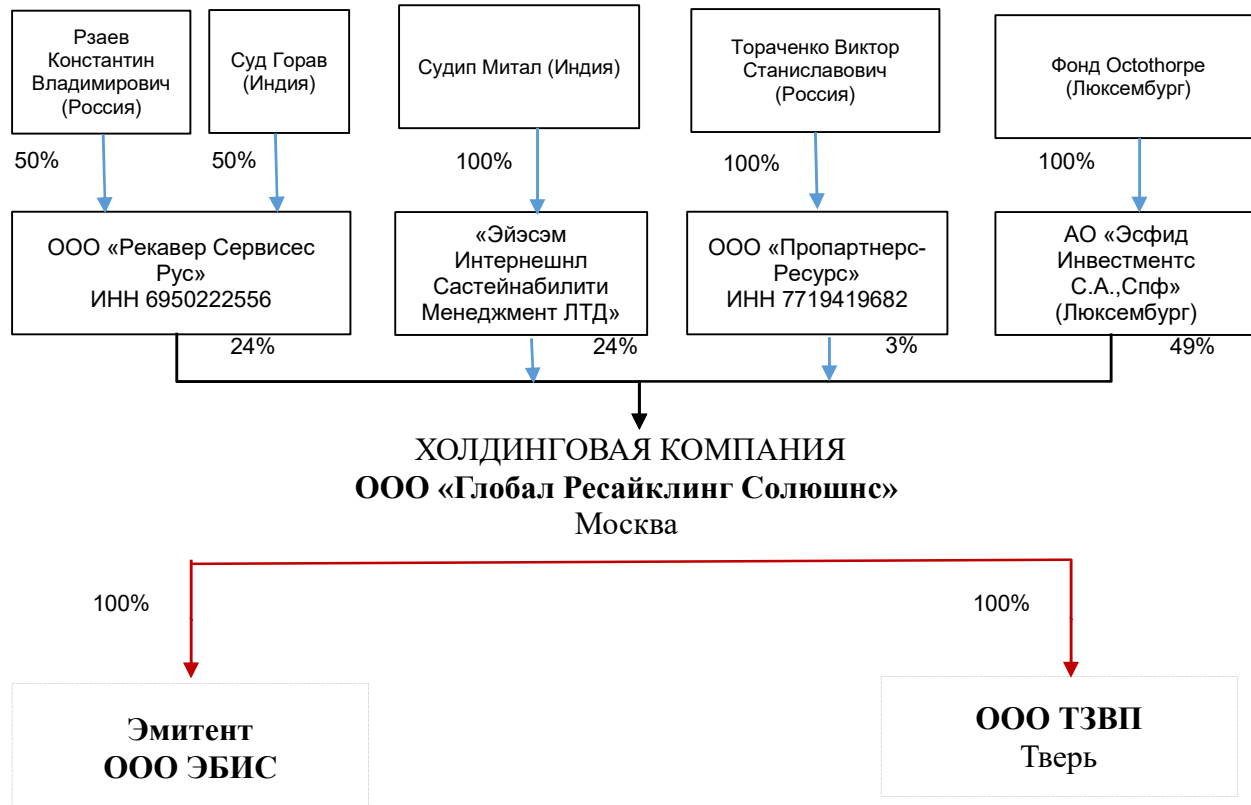 Рзаев
Константин
Владимирович
(Россия)
Суд Горав
(Индия)
Судип Митал (Индия)
Тораченко Виктор
Станиславович
(Россия)
Фонд Octothorpe
(Люксембург)
50%
50%
100%
100%
100%
ООО «Рекавер Сервисес
Рус»
ИНН 6950222556
«Эйэсэм
Интернешнл
Састейнабилити
Менеджмент ЛТД»
ООО «Пропартнерс-
Ресурс»
ИНН 7719419682
АО «Эсфид
Инвестментс
С.А.,Спф»
(Люксембург)
24%
24%
3%
49%
ХОЛДИНГОВАЯ КОМПАНИЯ
ООО «Глобал Ресайклинг Солюшнс»
Москва
100%
100%
Эмитент
ООО ЭБИС
ООО ТЗВП
Тверь